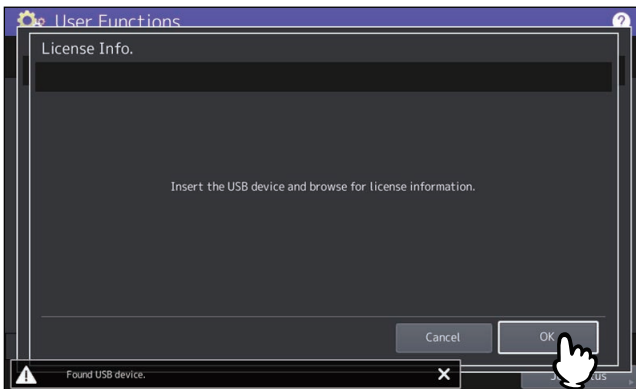 User Functions
?
License Info.
Insert the USB device and browse for license information.
Cancel
OK
Found USB device.